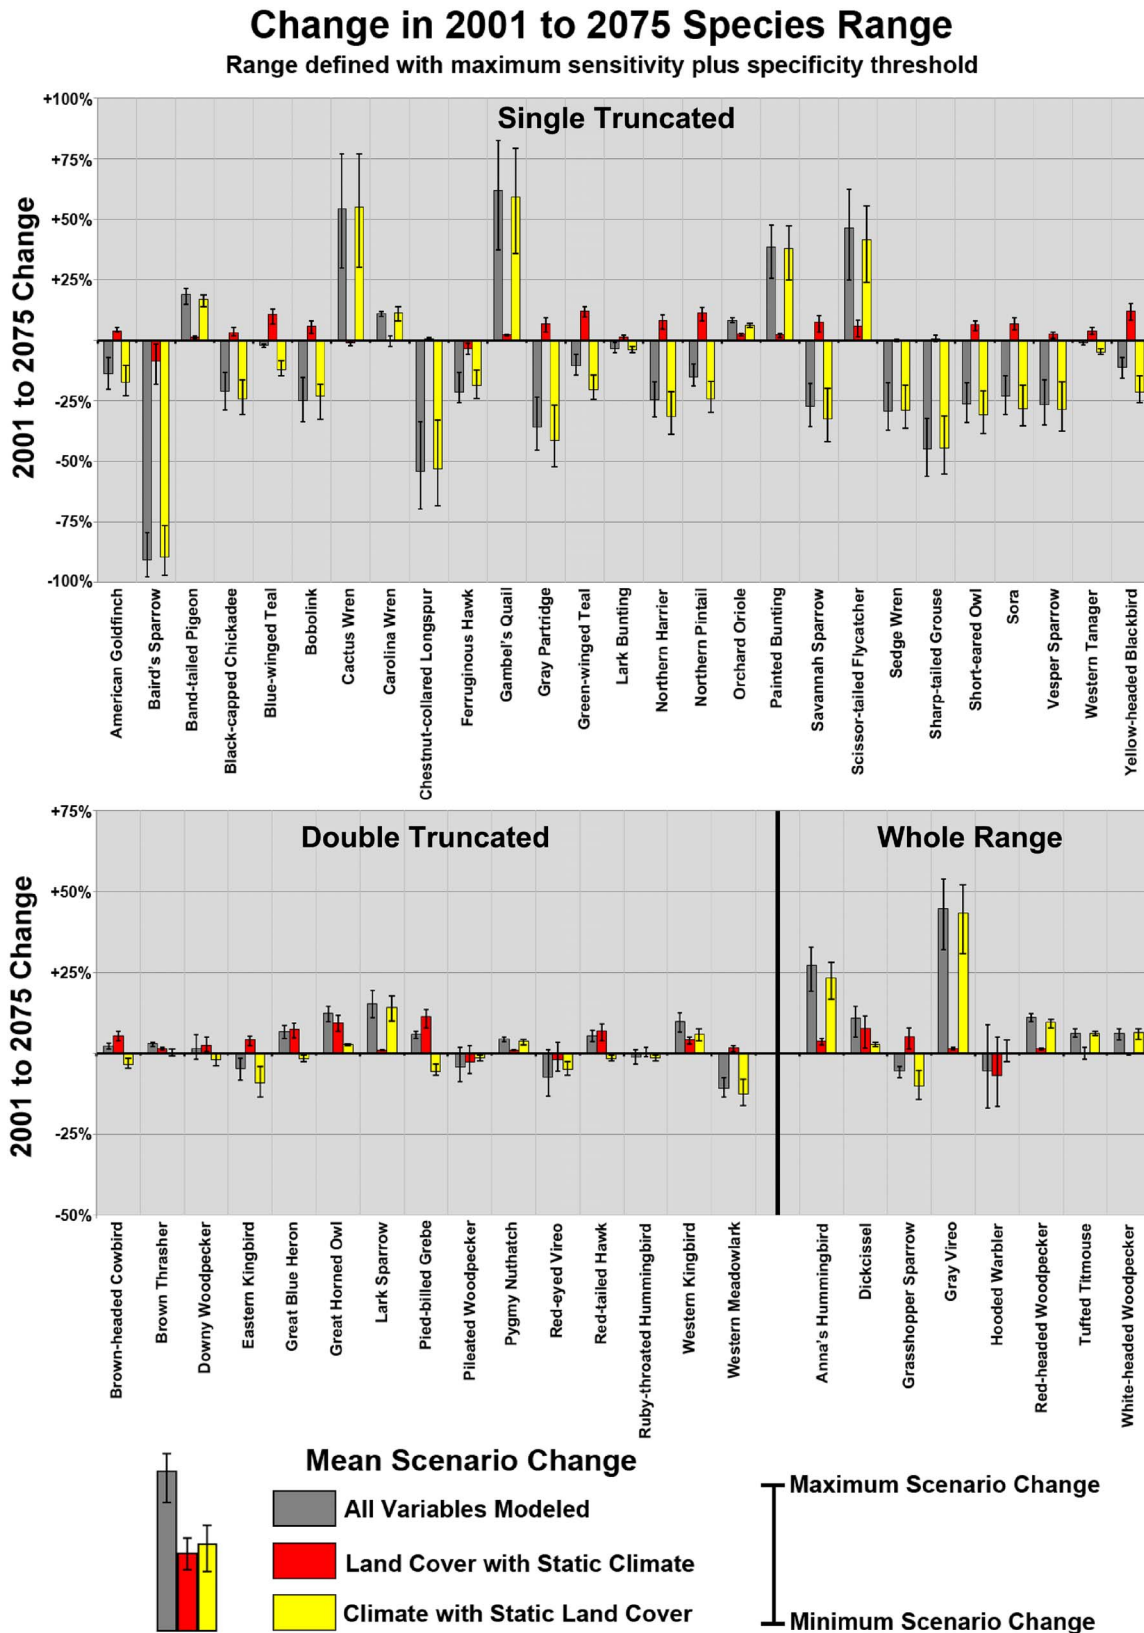 Change in 2001 to 2075 Species Range
Range defined with maximum sensitivity plus specificity threshold
Single Truncated
2001 to 2075 Change
+100%
+75%
+50%
+25%
-25%
-50%
-75%
-100%
American Goldfinch
Baird's Sparrow
Band-tailed Pigeon
Black-capped Chickadee
Blue-winged Teal
Bobolink
Cactus Wren
Carolina Wren
Chestnut-collared Longspur
Ferruginous Hawk
Gambel's Quail
Gray Partridge
Green-winged Teal
Lark Bunting
Northern Harrier
Northern Pintail
Orchard Oriole
Painted Bunting
Savannah Sparrow
Scissor-tailed Flycatcher
Sedge Wren
Sharp-tailed Grouse
Short-eared Owl
Sora
Vesper Sparrow
Western Tanager
Yellow-headed Blackbird
Double Truncated
Whole Range
2001 to 2075 Change
+75%
+50%
+25%
-25%
-50%
Brown-headed Cowbird
Brown Thrasher
Downy Woodpecker
Eastern Kingbird
Great Blue Heron
Great Horned Owl
Lark Sparrow
Pied-billed Grebe
Pileated Woodpecker
Pygmy Nuthatch
Red-eyed Vireo
Red-tailed Hawk
Ruby-throated Hummingbird
Western Kingbird
Western Meadowlark
Anna's Hummingbird
Dickcissel
Grasshopper Sparrow
Gray Vireo
Hooded Warbler
Red-headed Woodpecker
Tufted Titmouse
White-headed Woodpecker
Mean Scenario Change
All Variables Modeled
Land Cover with Static Climate
Climate with Static Land Cover
Maximum Scenario Change
Minimum Scenario Change